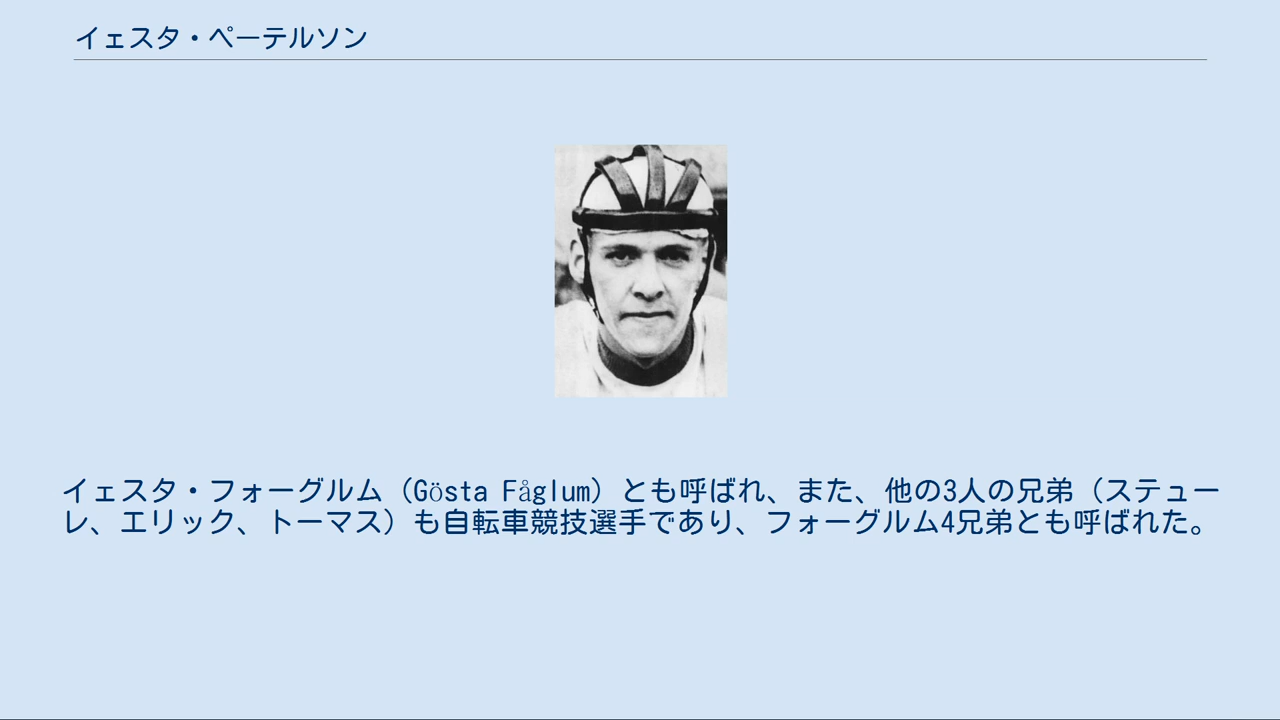 イェスタ・ペーテルソン
イェスタ・フォーグルム（Gösta Fåglum）とも呼ばれ、また、他の3人の兄弟（ステュー
レ、エリック、トーマス）も自転車競技選手であり、フォーグルム4兄弟とも呼ばれた。